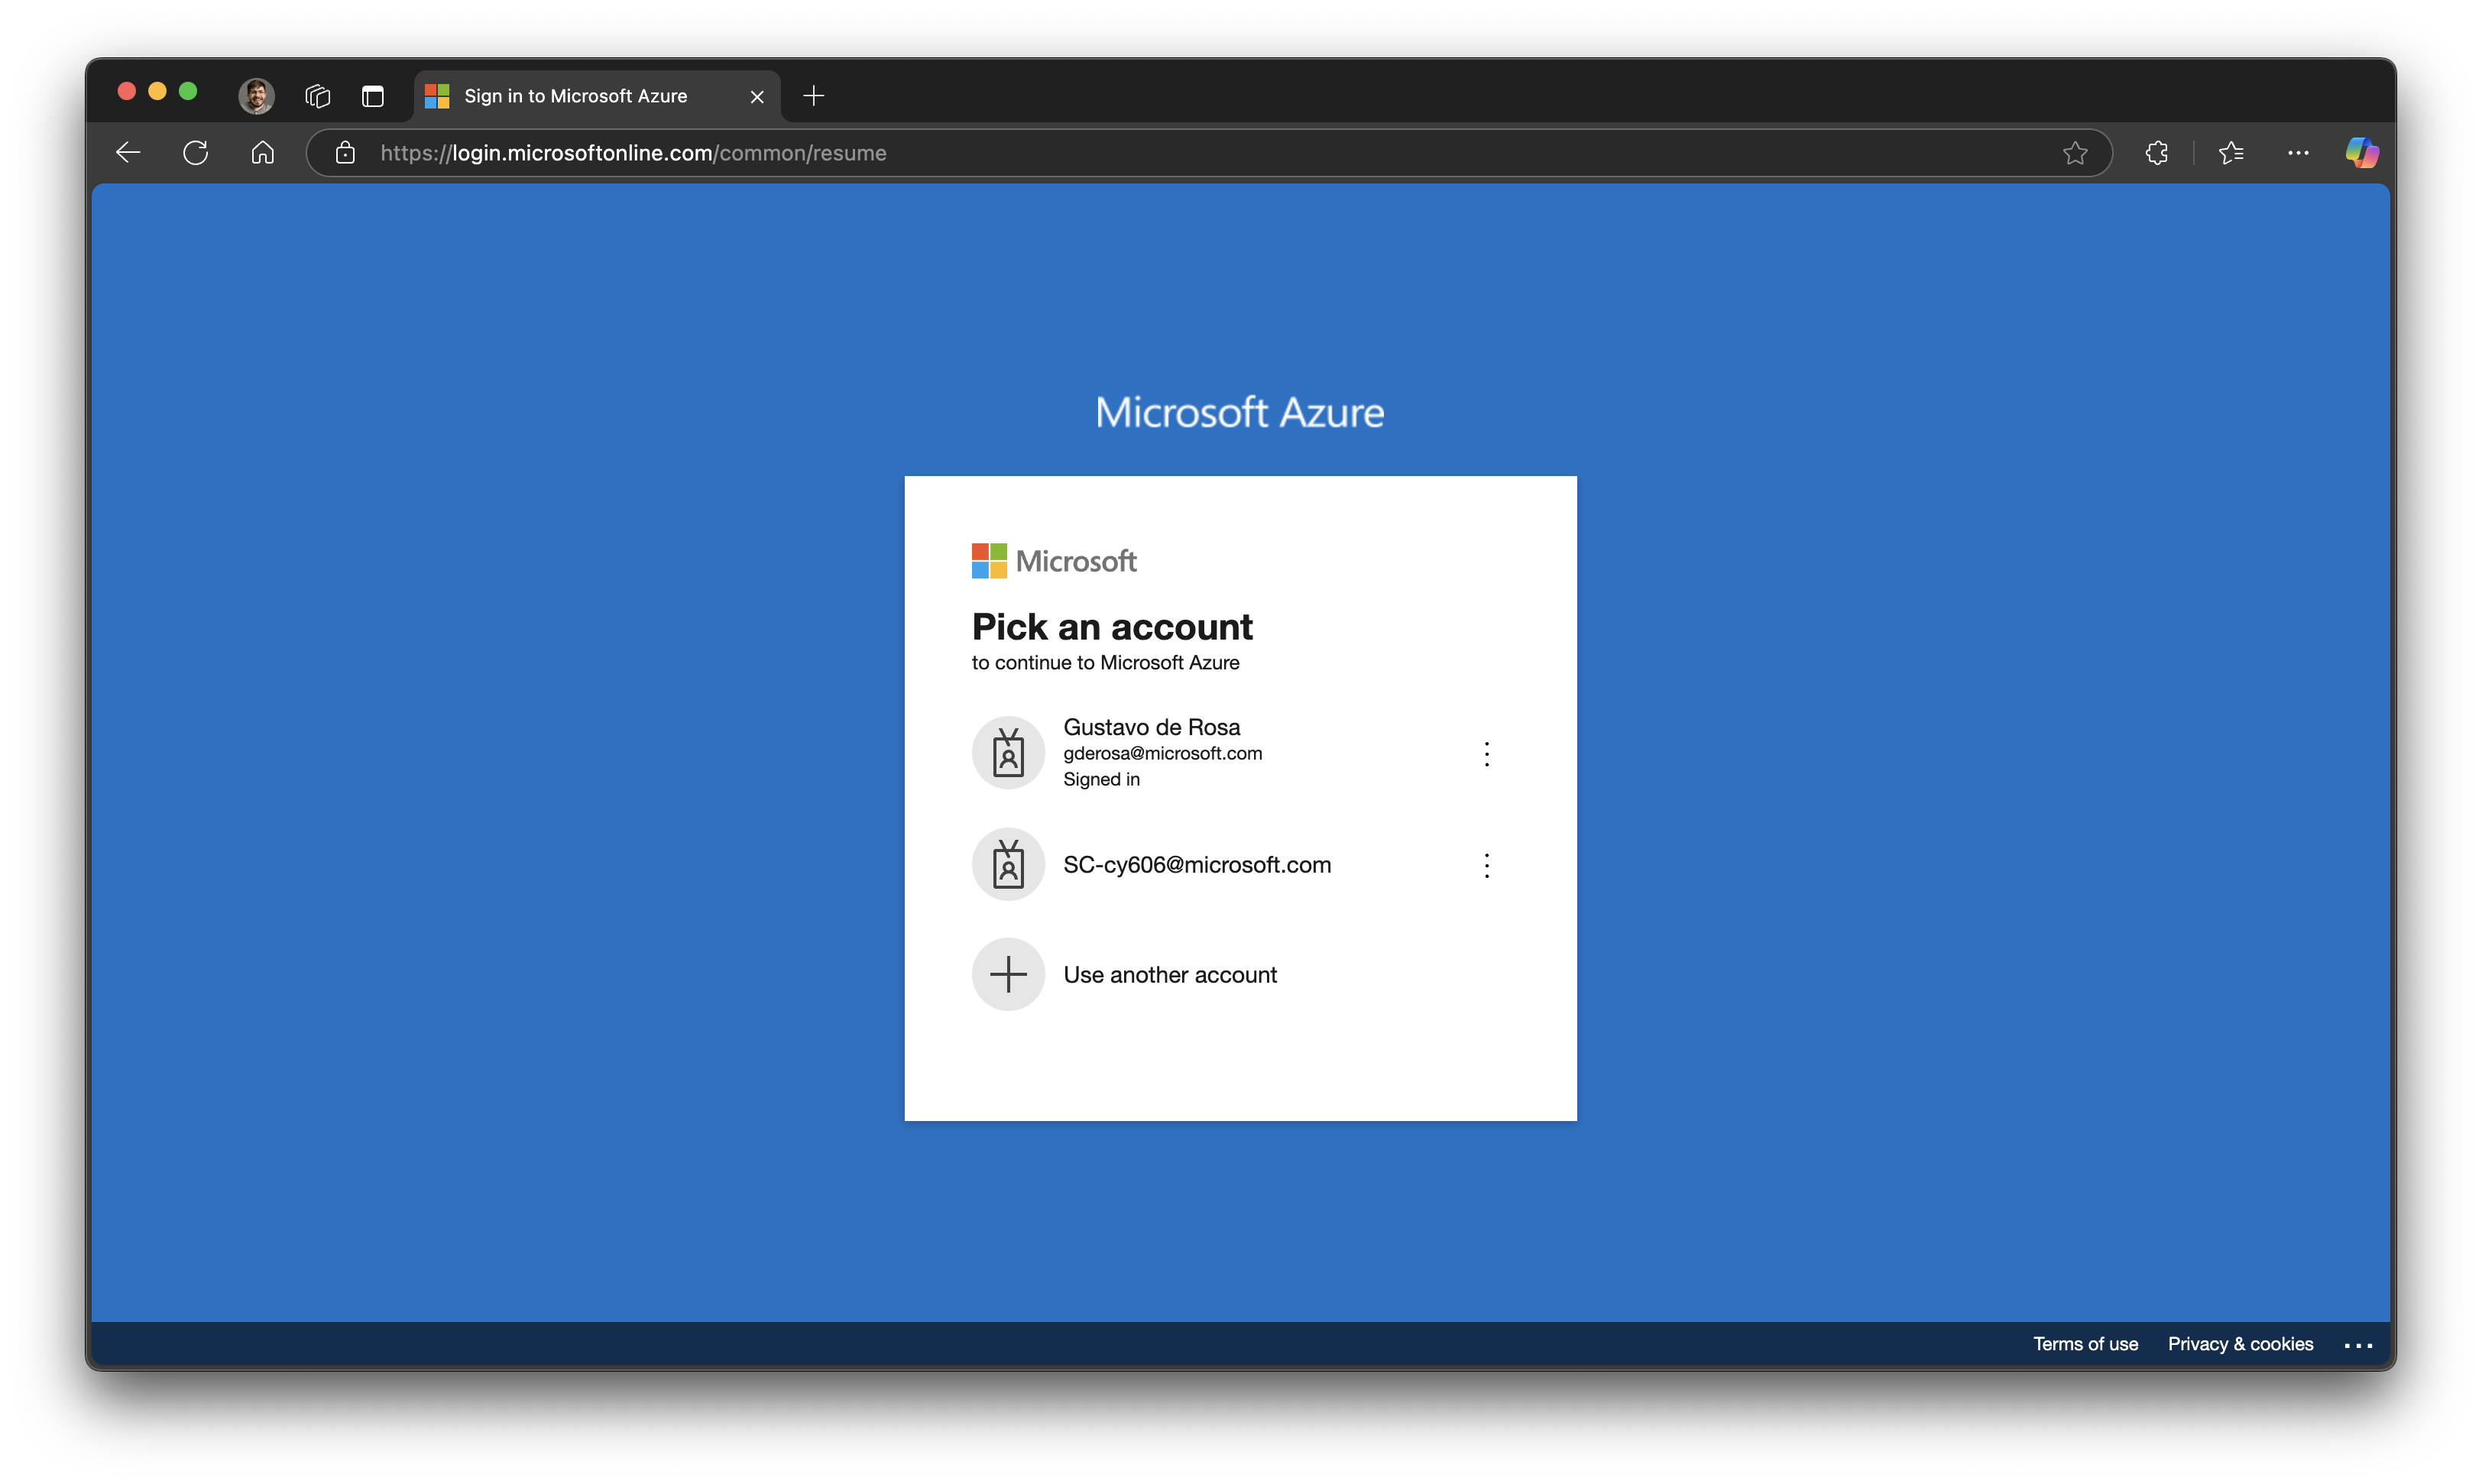 Sign in to Microsoft Azure
https://login.microsoftonline.com/common/resume
Microsoft Azure
Microsoft
Pick an account
to continue to Microsoft Azure
Gustavo de Rosa
gderosa@microsoft.com
Signed in
SC-cy606@microsoft.com
Use another account
Terms of use Privacy & cookies